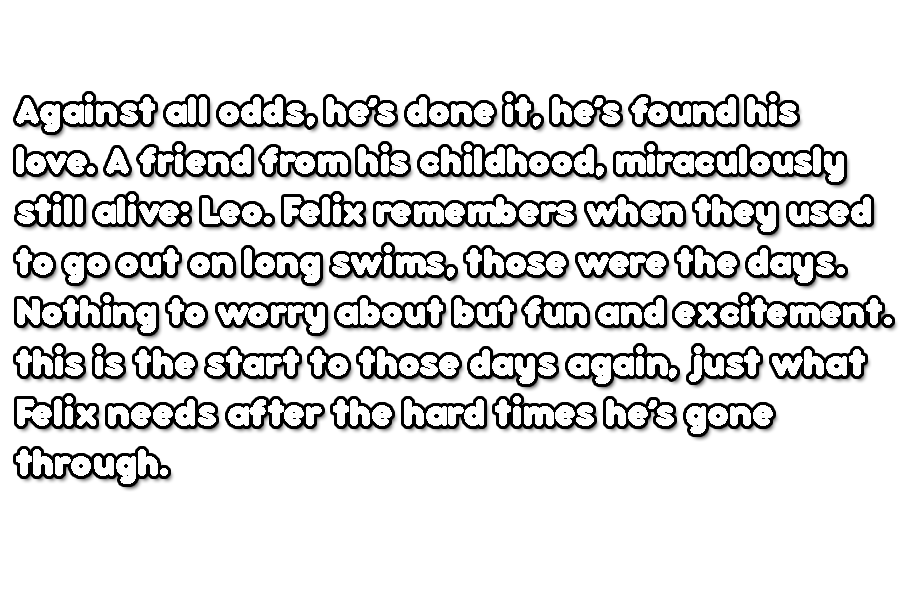 Against all odds, he's done it, he's found his
love. A friend from his childhood, miraculously
still alive: Leo. Felix remembers when they used
to go out on long swims, those were the days.
Nothing to worry about but fun and excitement.
this is the start to those days again, just what
Felix needs after the hard times he's gone
through.